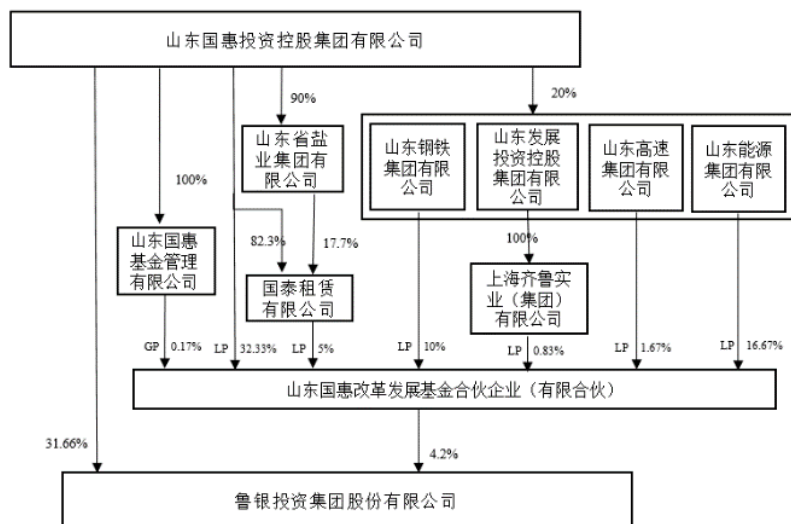 山东国惠投资控股集团有限公司
90%
20%
山东省盐
业集团有
限公司
山东钢铁
集团有限
公司
山东发展
投资控股
集团有限
公司
山东高速
集团有限
公司
山东能源
集团有限
公司
100%
山东国惠
基金管理
有限公司
82.3%
17.7%
100%
国泰租赁
有限公司
上海齐鲁实
业（集团）
有限公司
GP 0.17%
LP 32.33%
LP 5%
LP 10%
LP 0.83%
LP 1.67%
LP 16.67%
山东国惠改革发展基金合伙企业（有限合伙）
31.66%
4.2%
鲁银投资集团股份有限公司